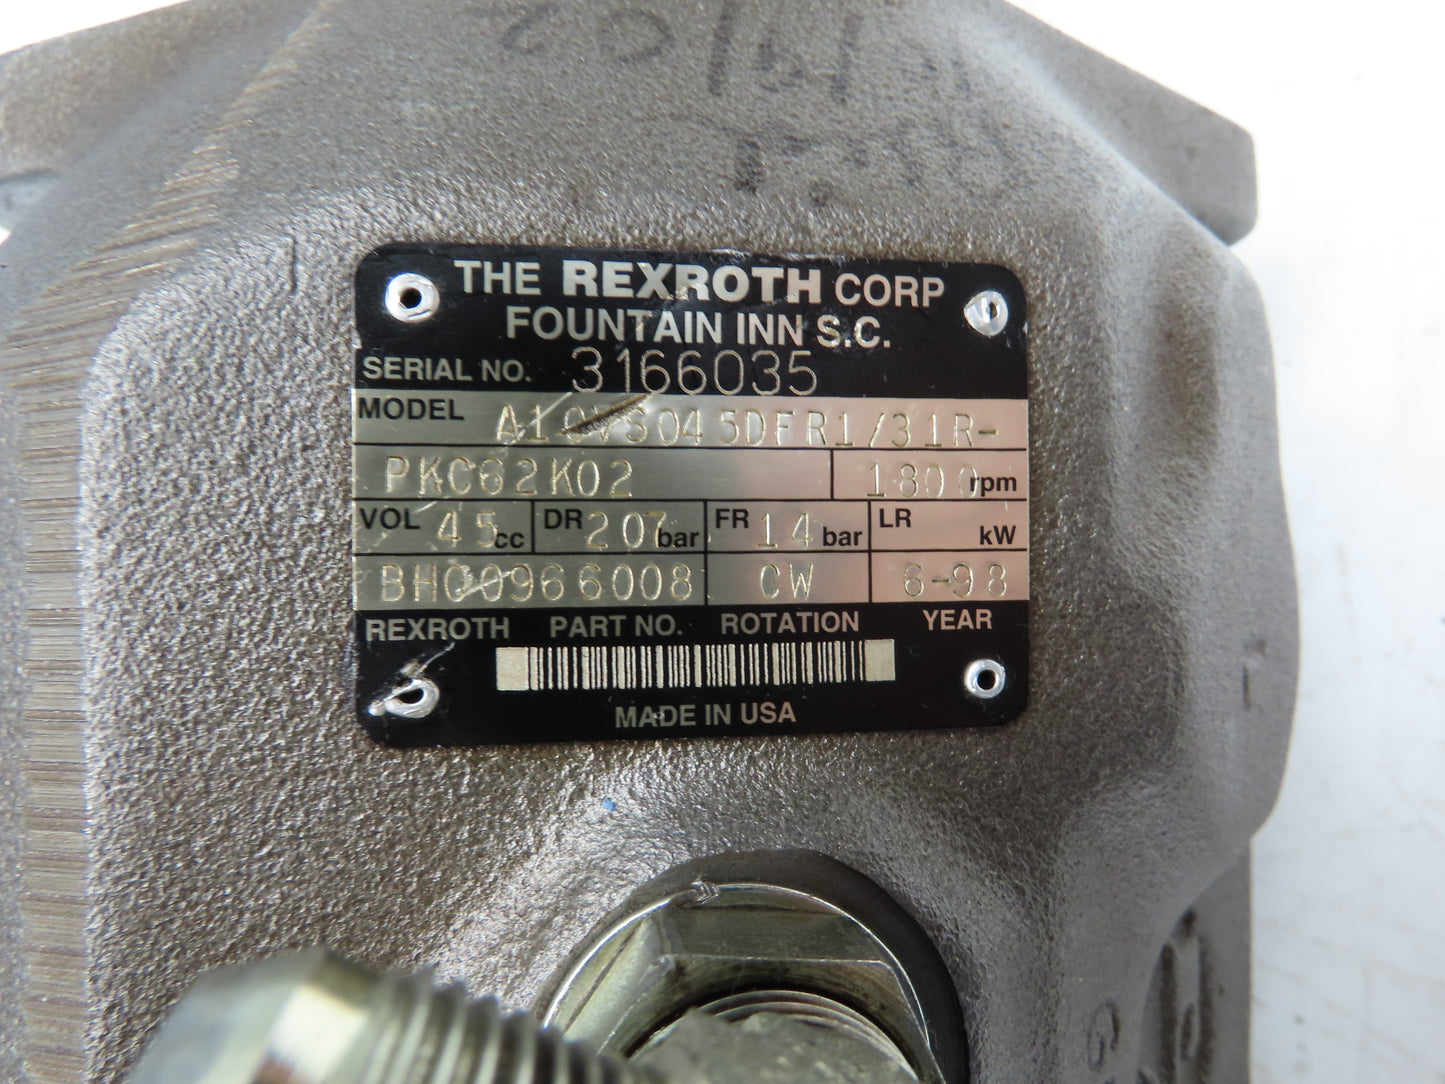 THE REXROTH CORP
FOUNTAIN INN S.C.
SERIAL NO. 3166035
MODEL A10VSO45DFR1/31R-
PKC62K02 1800 rpm
VOL 45 cc DR 207 bar FR 14 bar LR kW
BH00966008 CW 6-98
REXROTH PART NO. ROTATION YEAR
MADE IN USA